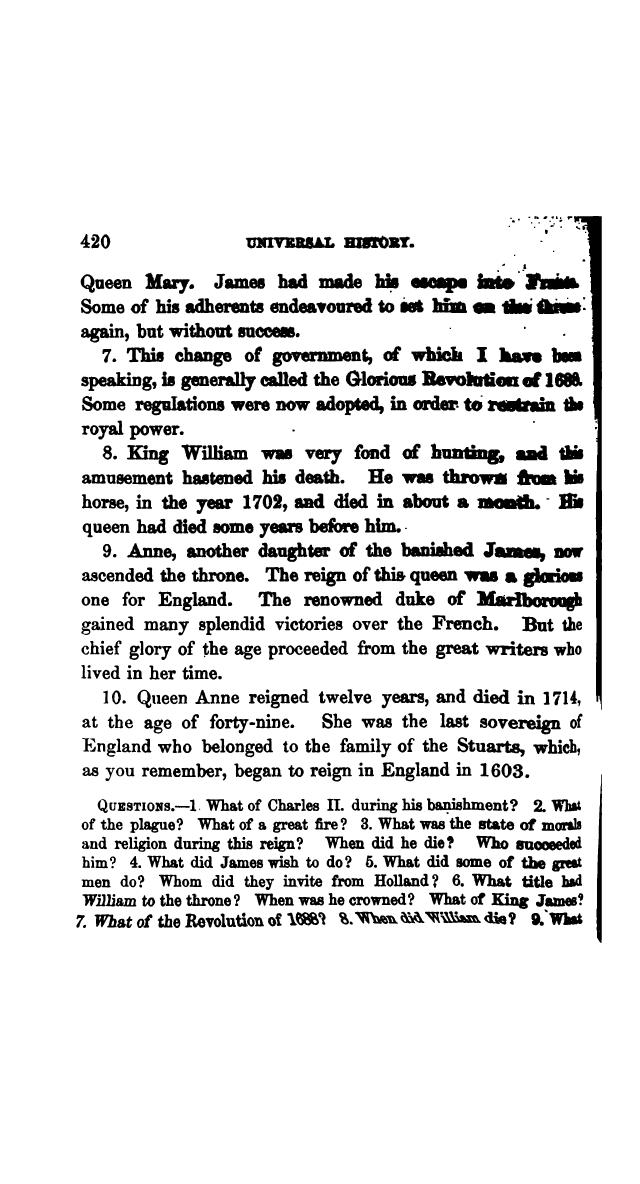 420 UNIVERSAL HISTORY.
Queen Mary. James had made his escape into France.
Some of his adherents endeavoured to set him on the throne
again, but without success.
7. This change of government, of which I have been
speaking, is generally called the Glorious Revolution of 1688.
Some regulations were now adopted, in order to restrain the
royal power.
8. King William was very fond of hunting, and this
amusement hastened his death. He was thrown from his
horse, in the year 1702, and died in about a month. His
queen had died some years before him.
9. Anne, another daughter of the banished James, now
ascended the throne. The reign of this queen was a glorious
one for England. The renowned duke of Marlborough
gained many splendid victories over the French. But the
chief glory of the age proceeded from the great writers who
lived in her time.
10. Queen Anne reigned twelve years, and died in 1714,
at the age of forty-nine. She was the last sovereign of
England who belonged to the family of the Stuarts, which,
as you remember, began to reign in England in 1603.
QUESTIONS.—1 What of Charles II. during his banishment? 2. What
of the plague? What of a great fire? 3. What was the state of morals
and religion during this reign? When did he die? Who succeeded
him? 4. What did James wish to do? 5. What did some of the great
men do? Whom did they invite from Holland? 6. What title had
William to the throne? When was he crowned? What of King James?
7. What of the Revolution of 1688? 8. When did William die? 9. What